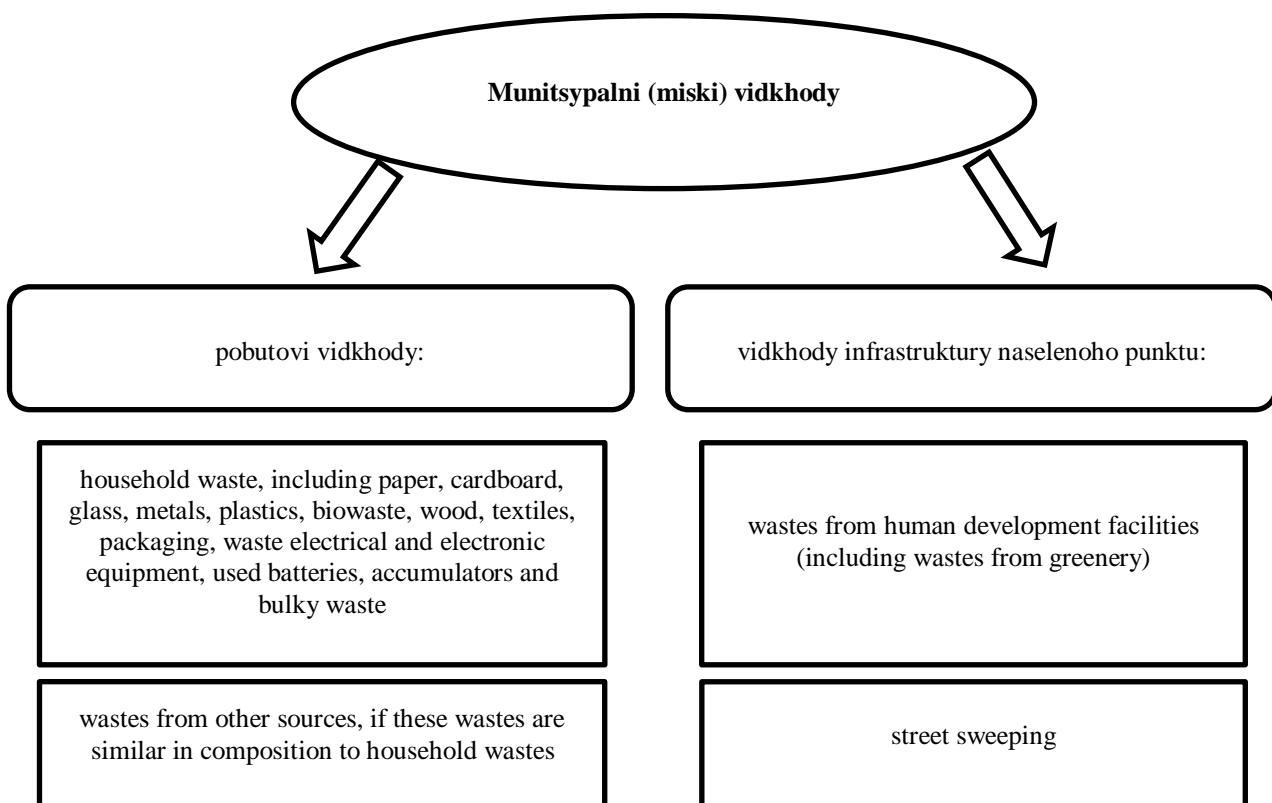 Munitsypalni (miski) vidkhody
pobutovi vidkhody:
vidkhody infrastruktury naselenoho punktu:
household waste, including paper, cardboard,
glass, metals, plastics, biowaste, wood, textiles,
packaging, waste electrical and electronic
equipment, used batteries, accumulators and
bulky waste
wastes from human development facilities
(including wastes from greenery)
wastes from other sources, if these wastes are
similar in composition to household wastes
street sweeping